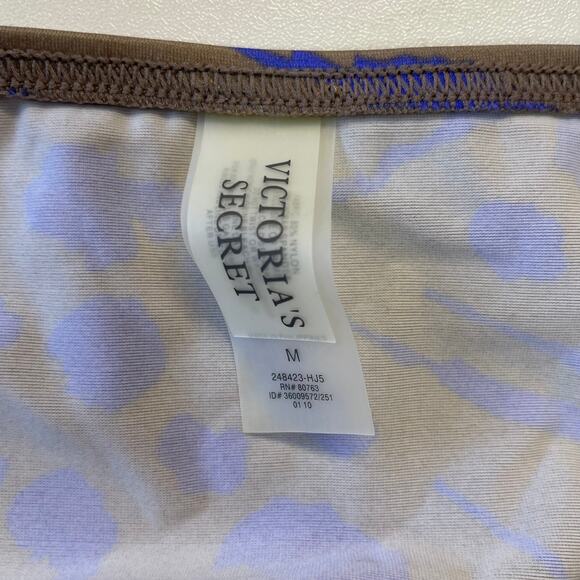 VICTORIA'S
SECRET
M
248423-HJ5
RN# 80763
ID# 36009572/251
01 10